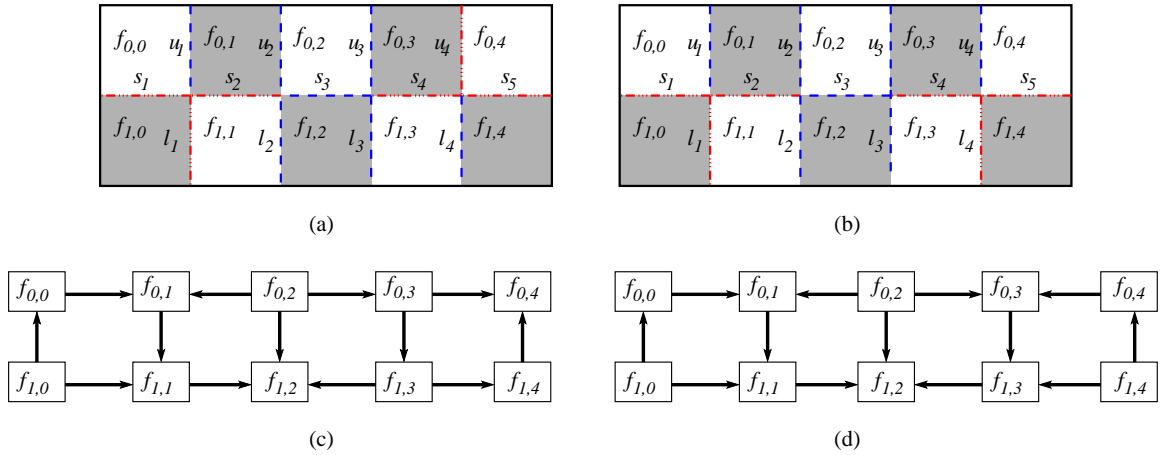 f0,0 u1 f0,1 u2 f0,2 u3 f0,3 u4 f0,4
s1 s2 s3 s4 s5
f1,0 l1 f1,1 l2 f1,2 l3 f1,3 l4 f1,4
(a)
f0,0 u1 f0,1 u2 f0,2 u3 f0,3 u4 f0,4
s1 s2 s3 s4 s5
f1,0 l1 f1,1 l2 f1,2 l3 f1,3 l4 f1,4
(b)
f0,0 f0,1 f0,2 f0,3 f0,4
f1,0 f1,1 f1,2 f1,3 f1,4
(c)
f0,0 f0,1 f0,2 f0,3 f0,4
f1,0 f1,1 f1,2 f1,3 f1,4
(d)